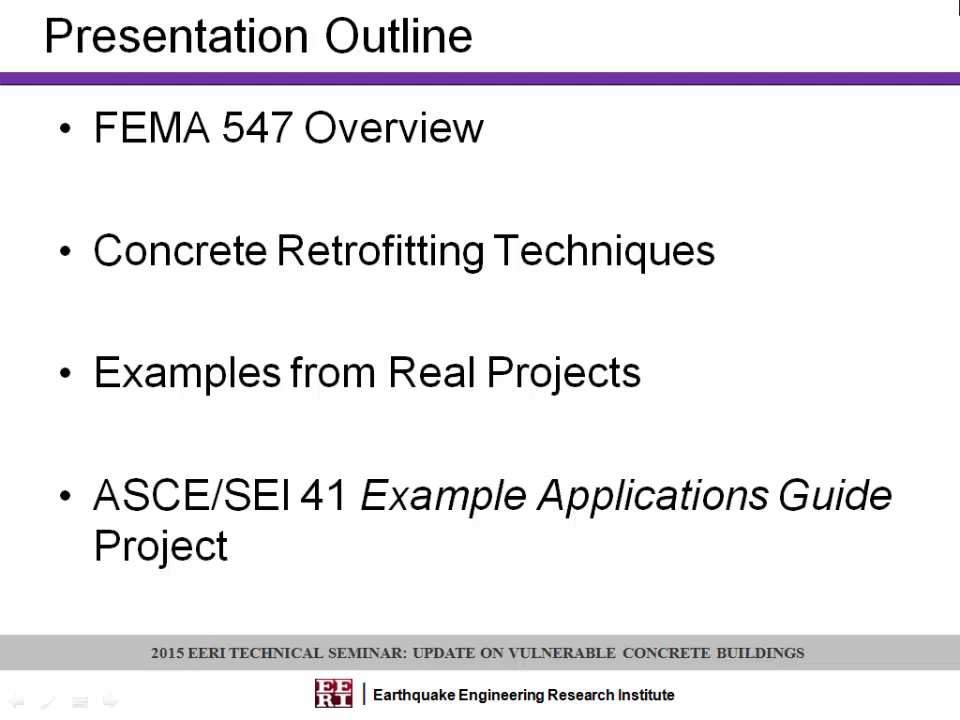 Presentation Outline
• FEMA 547 Overview
• Concrete Retrofitting Techniques
• Examples from Real Projects
• ASCE/SEI 41 Example Applications Guide
Project
2015 EERI TECHNICAL SEMINAR: UPDATE ON VULNERABLE CONCRETE BUILDINGS
EERI | Earthquake Engineering Research Institute